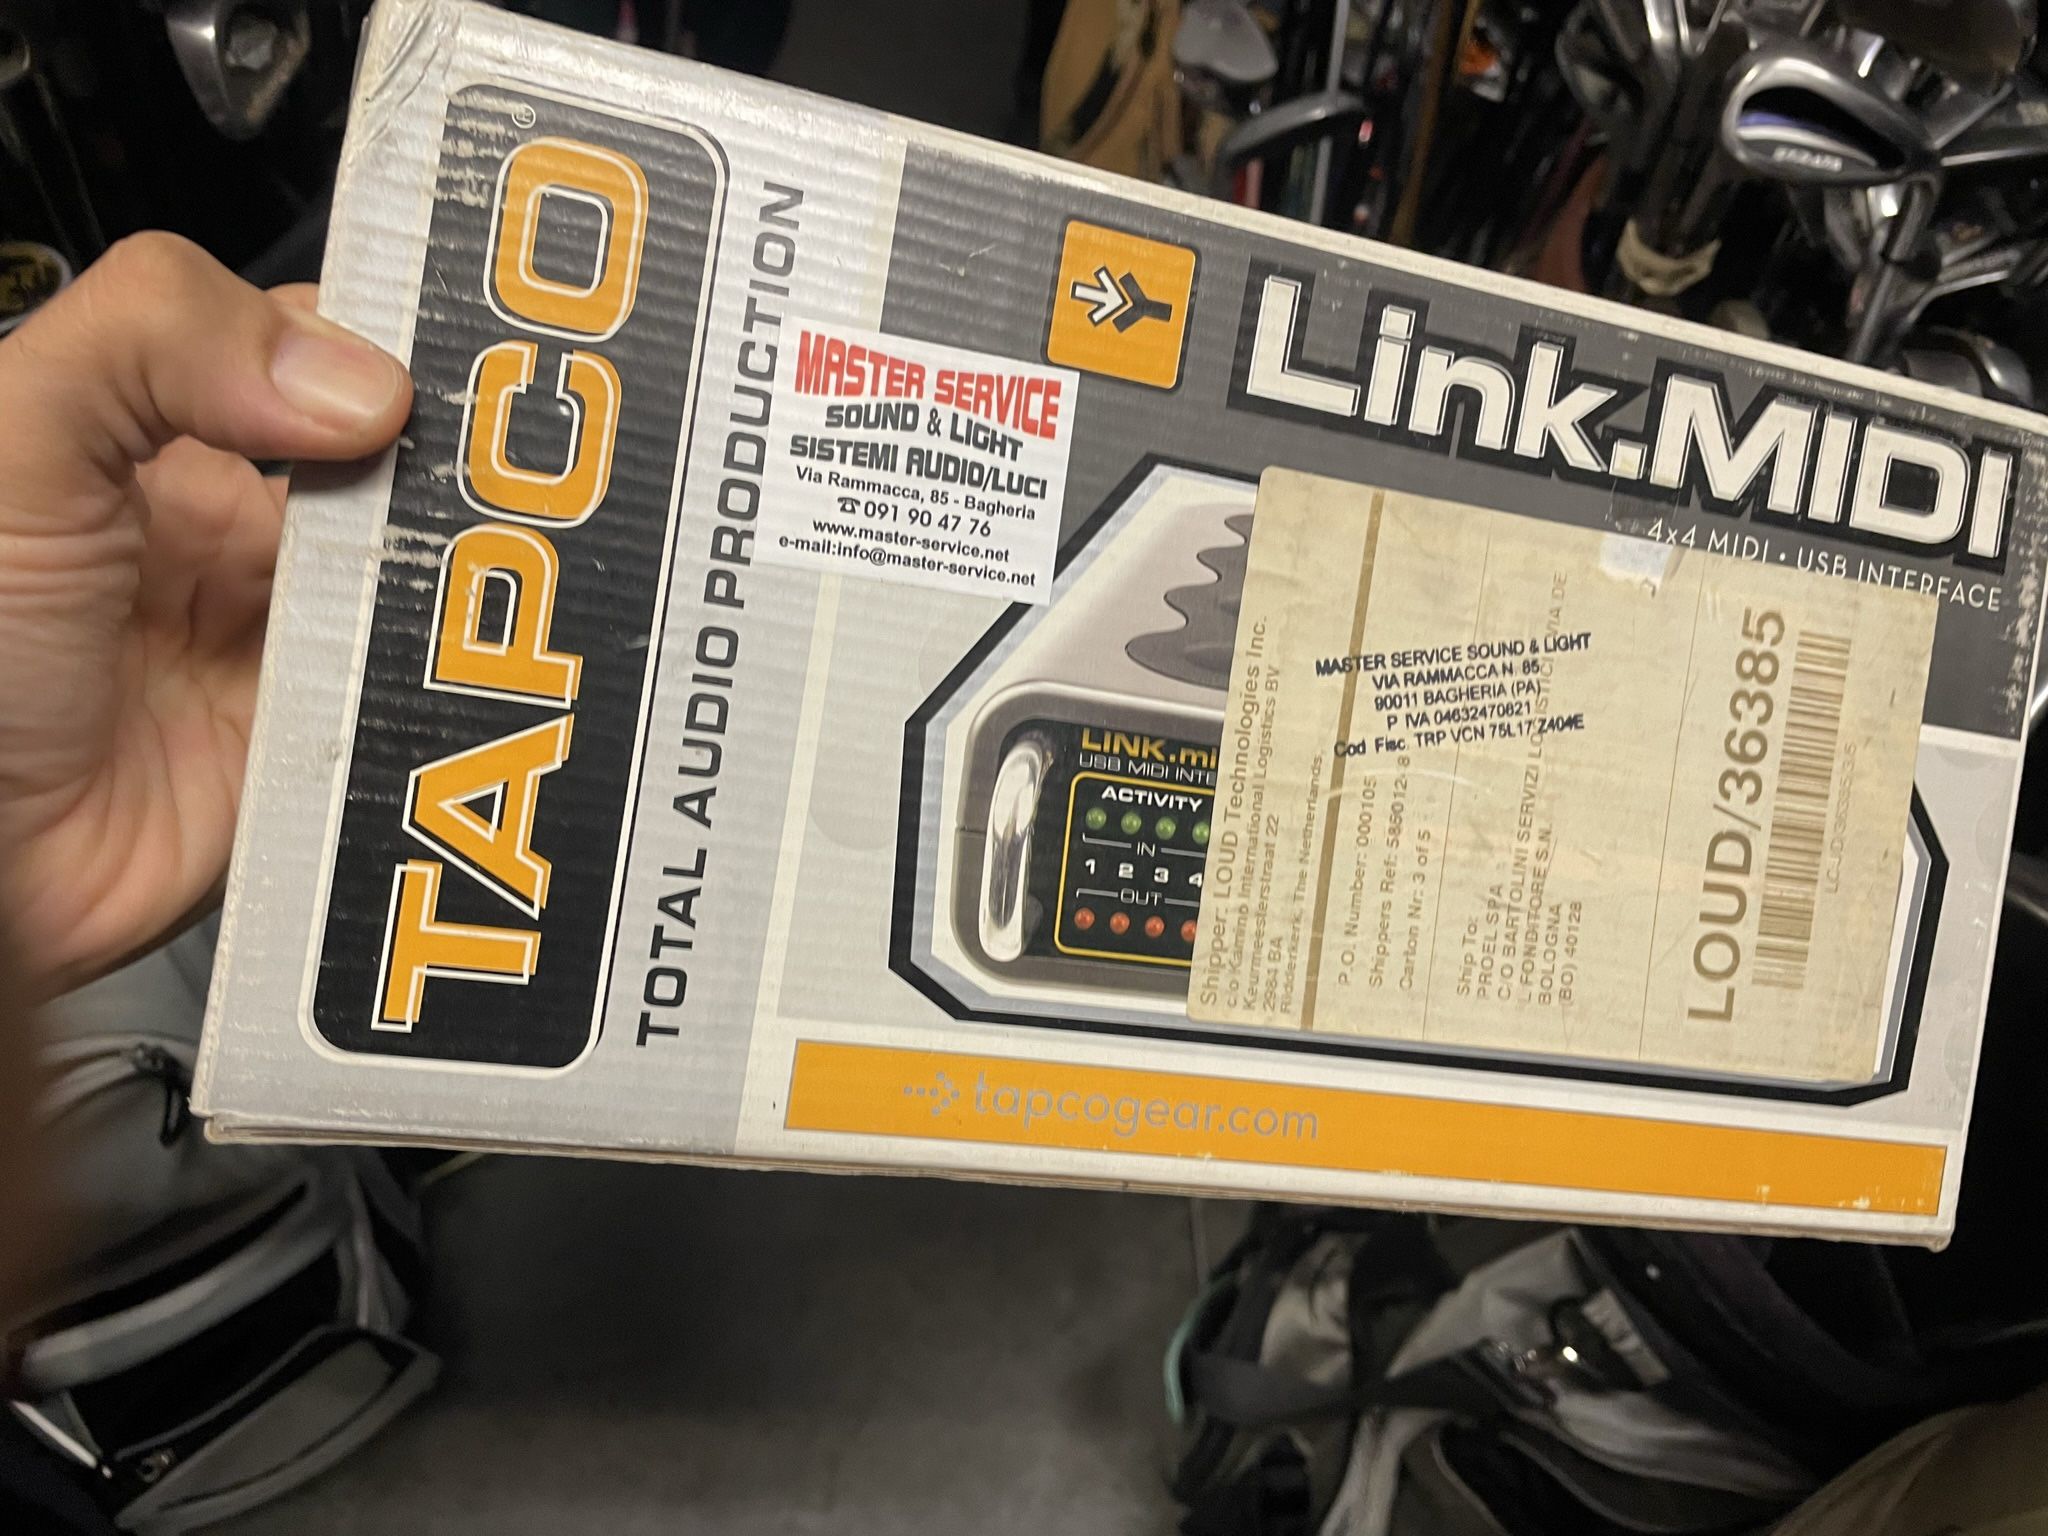 TAPCO®
TOTAL AUDIO PRODUCTION
MASTER SERVICE
SOUND & LIGHT
SISTEMI AUDIO/LUCI
Via Rammacca, 85 - Bagheria
☎ 091 90 47 76
www.master-service.net
e-mail:info@master-service.net
Link.MIDI
4x4 MIDI • USB INTERFACE
LINK.mi
USB MIDI INTE
ACTIVITY
IN
1 2 3 4
OUT
Shipper: LOUD Technologies Inc.
c/o Kamino International Logistics BV
Keurmeesterstraat 22
2984 BA
Ridderkerk, The Netherlands,
P.O. Number: 0000105
Shippers Ref: 5850012-8
Carton Nr: 3 of 5
Ship To:
PROEL SPA
C/O BARTOLINI SERVIZI LOGISTICI VIA DE
L FONDITORE S.N.
BOLOGNA
(BO) 40128
MASTER SERVICE SOUND & LIGHT
VIA RAMMACCA N. 85
90011 BAGHERIA (PA)
P IVA 04632470821
Cod Fisc. TRP VCN 75L17 Z404E
LOUD/36385
tapcogear.com